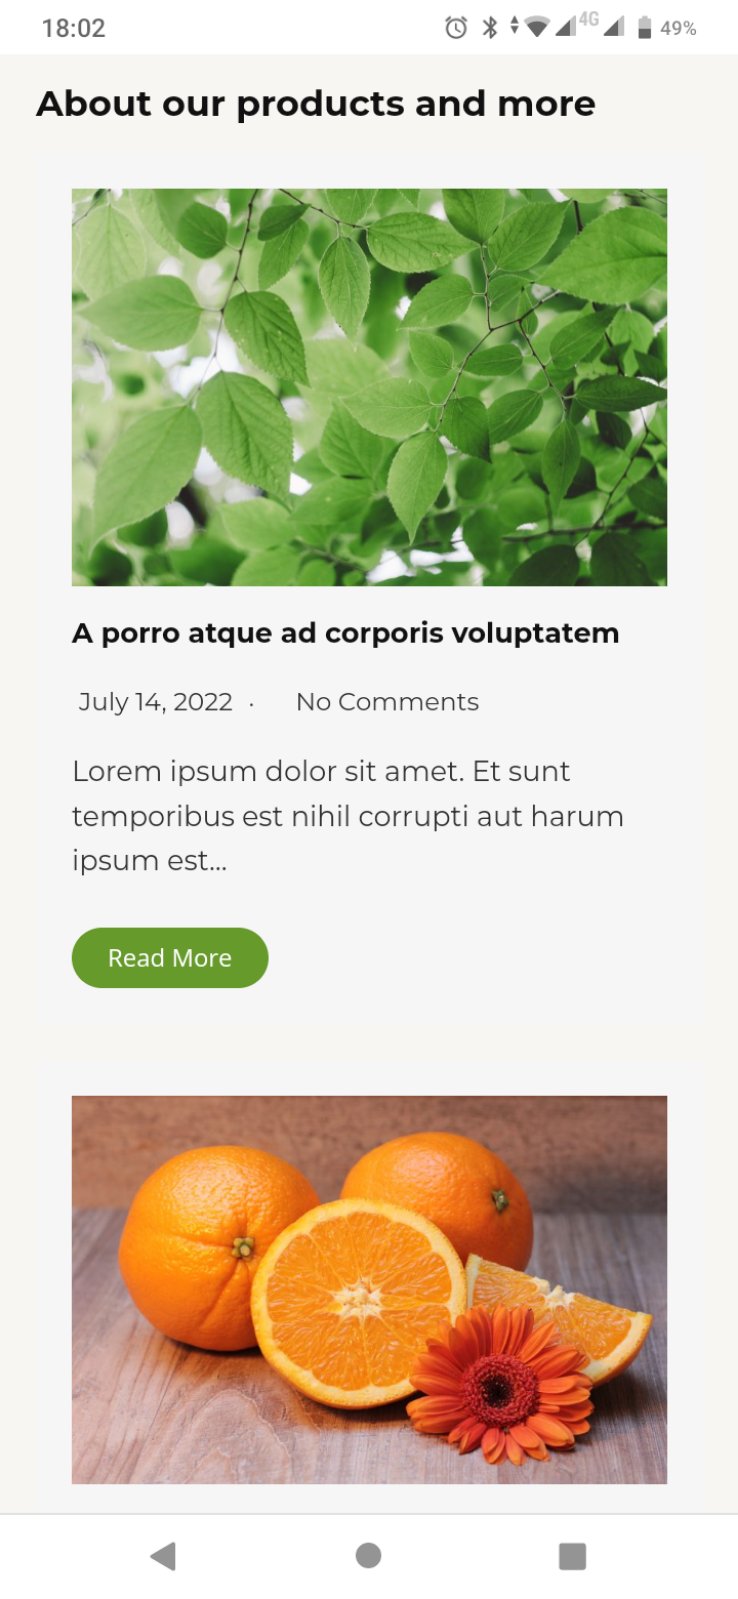 18:02
4G
49%
About our products and more
A porro atque ad corporis voluptatem
July 14, 2022 · No Comments
Lorem ipsum dolor sit amet. Et sunt
temporibus est nihil corrupti aut harum
ipsum est...
Read More